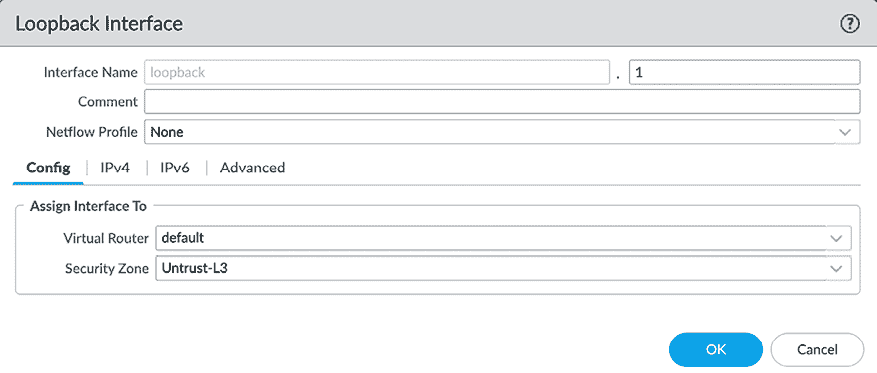 Loopback Interface ?
Interface Name loopback . 1
Comment
Netflow Profile None
Config IPv4 IPv6 Advanced
Assign Interface To
Virtual Router default
Security Zone Untrust-L3
OK Cancel